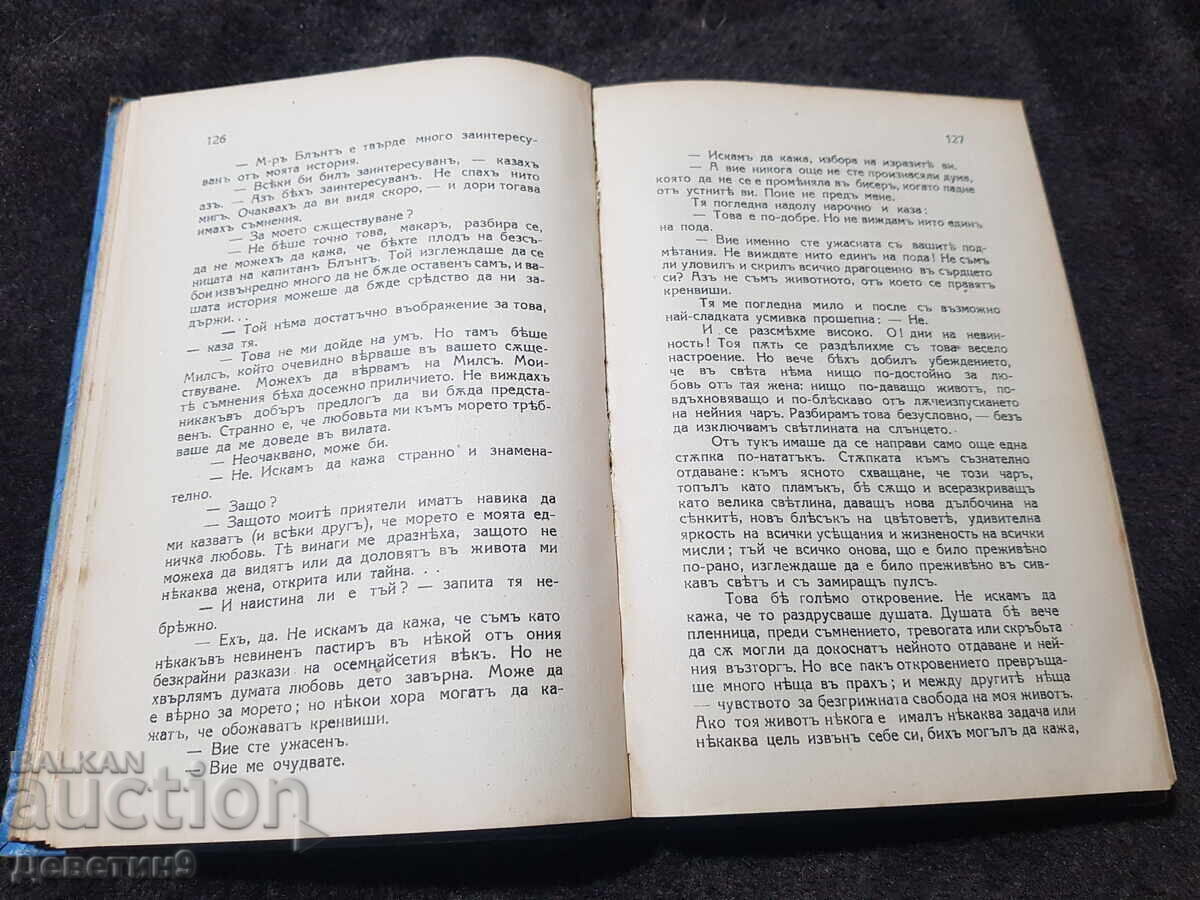 126
— М-ръ Блънтъ е твърде много заинтересу-
ванъ отъ моята история.
— Всѣки би билъ заинтересуванъ, — казахъ
азъ. — Азъ бѣхъ заинтересуванъ. Не спахъ нито
мигъ. Очаквахъ да ви видя скоро, — и дори тогава
имахъ съмнения.
— За моето сѫществуване?
— Не бѣше точно това, макаръ, разбира се,
да не можехъ да кажа, че бѣхте плодъ на безсъ-
ницата на капитанъ Блънтъ. Той изглеждаше да се
бои извънредно много да не бѫде оставенъ самъ, и ва-
шата история можеше да бѫде срѣдство да ни за-
държи...
— Той нѣма достатъчно въображение за това,
— каза тя.
— Това не ми дойде на умъ. Но тамъ бѣше
Милсъ, който очевидно вѣрваше въ вашето сѫще-
ствуване. Можехъ да вѣрвамъ на Милсъ. Мои-
тѣ съмнения бѣха досежно приличието. Не виждахъ
никакъвъ добъръ предлогъ да ви бѫда предста-
венъ. Странно е, че любовьта ми къмъ морето трѣб-
ваше да ме доведе въ вилата.
— Неочаквано, може би.
— Не. Искамъ да кажа странно и знамена-
телно.
— Защо?
— Защото моитѣ приятели иматъ навика да
ми казватъ (и всѣки другъ), че морето е моята ед-
ничка любовь. Тѣ винаги ме дразнѣха, защото не
можеха да видятъ или да доловятъ въ живота ми
нѣкаква жена, открита или тайна. . .
— И наистина ли е тъй? — запита тя не-
брѣжно.
— Ехъ, да. Не искамъ да кажа, че съмъ като
нѣкакъвъ невиненъ пастиръ въ нѣкой отъ ония
безкрайни разкази на осемнайсетия вѣкъ. Но не
хвърлямъ думата любовь дето завърна. Може да
е вѣрно за морето; но нѣкои хора могатъ да ка-
жатъ, че обожаватъ кренвиши.
— Вие сте ужасенъ.
— Вие ме очудвате.
127
— Искамъ да кажа, избора на изразитѣ ви.
— А вие никога още не сте произнасяли дума,
която да не се е промѣняла въ бисеръ, когато падне
отъ устнитѣ ви. Поне не предъ мене.
Тя погледна надолу нарочно и каза:
— Това е по-добре. Но не виждамъ нито единъ
на пода.
— Вие именно сте ужасната съ вашитѣ под-
мѣтания. Не виждате нито единъ на пода! Не съмъ
ли уловилъ и скрилъ всичко драгоценно въ сърдцето
си? Азъ не съмъ животното, отъ което се правятъ
кренвиши.
Тя ме погледна мило и после съ възможно
най-сладката усмивка прошепна: — Не.
И се разсмѣхме високо. О! дни на невин-
ность! Тоя пѫть се раздѣлихме съ това весело
настроение. Но вече бѣхъ добилъ убеждението,
че въ свѣта нѣма нищо по-достойно за лю-
бовь отъ тая жена: нищо по-даващо животъ, по-
вдъхновяващо и по-блѣскаво отъ лѫчеизпускането
на нейния чаръ. Разбирамъ това безусловно, — безъ
да изключвамъ свѣтлината на слънцето.
Отъ тукъ имаше да се направи само още една
стѫпка по-нататъкъ. Стѫпката къмъ съзнателно
отдаване: къмъ ясното схващане, че този чаръ,
топълъ като пламъкъ, бѣ сѫщо и всеразкриващъ
като велика свѣтлина, даващъ нова дълбочина на
сѣнкитѣ, новъ блѣсъкъ на цвѣтоветѣ, удивителна
яркость на всички усѣщания и жизненость на всички
мисли; тъй че всичко онова, що е било преживѣно
по-рано, изглеждаше да е било преживѣно въ сив-
кавъ свѣтъ и съ замиращъ пулсъ.
Това бѣ голѣмо откровение. Не искамъ да
кажа, че то раздрусваше душата. Душата бѣ вече
пленница, преди съмнението, тревогата или скръбьта
да сѫ могли да докоснатъ нейното отдаване и ней-
ния възторгъ. Но все пакъ откровението превръща-
ше много нѣща въ прахъ; и между другитѣ нѣща
— чувството за безгрижната свобода на моя животъ.
Ако тоя животъ нѣкога е ималъ нѣкаква задача или
нѣкаква цель извънъ себе си, бихъ могълъ да кажа,
BALKAN
auction
Деветин9